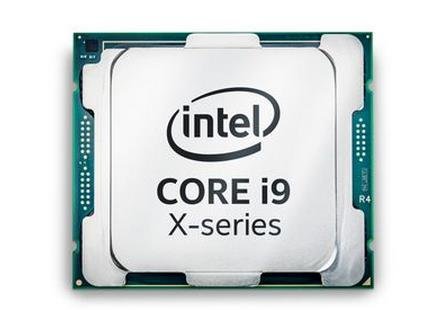 intel
CORE i9
X-series
R4